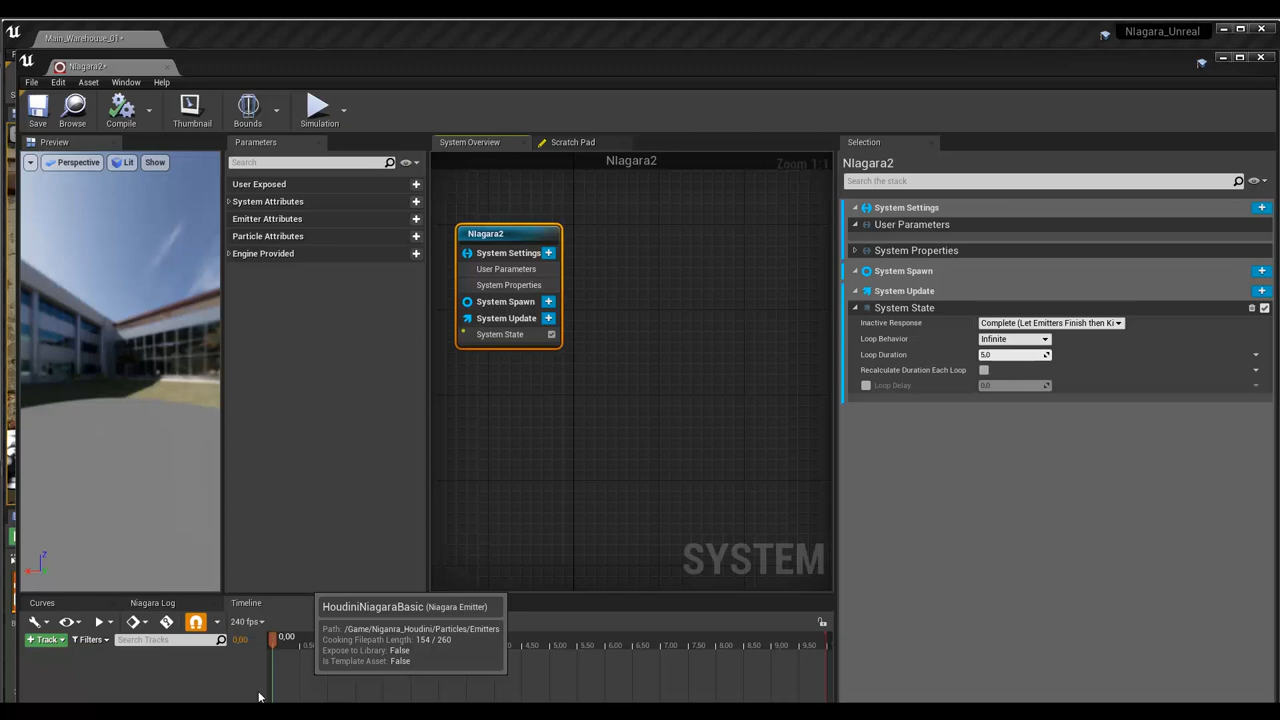 Main_Warehouse_01*
NIagara_Unreal
NIagara2*
File Edit Asset Window Help
Save Browse Compile Thumbnail Bounds Simulation
Preview Parameters System Overview Scratch Pad Selection
Perspective Lit Show
Search
NIagara2
Zoom 1:1
NIagara2
Search the stack
User Exposed
System Attributes
Emitter Attributes
Particle Attributes
Engine Provided
NIagara2
System Settings
User Parameters
System Properties
System Spawn
System Update
System State
System Settings
User Parameters
System Properties
System Spawn
System Update
System State
Inactive Response Complete (Let Emitters Finish then Ki
Loop Behavior Infinite
Loop Duration 5,0
Recalculate Duration Each Loop
Loop Delay 0,0
SYSTEM
Curves Niagara Log Timeline
240 fps
Track Filters Search Tracks 0,00
0,00
4,50 5,00 5,50 6,00 6,50 7,00 7,50 8,00 8,50 9,00 9,50
HoudiniNiagaraBasic (Niagara Emitter)
Path: /Game/Niganra_Houdini/Particles/Emitters
Cooking Filepath Length: 154 / 260
Expose to Library: False
Is Template Asset: False